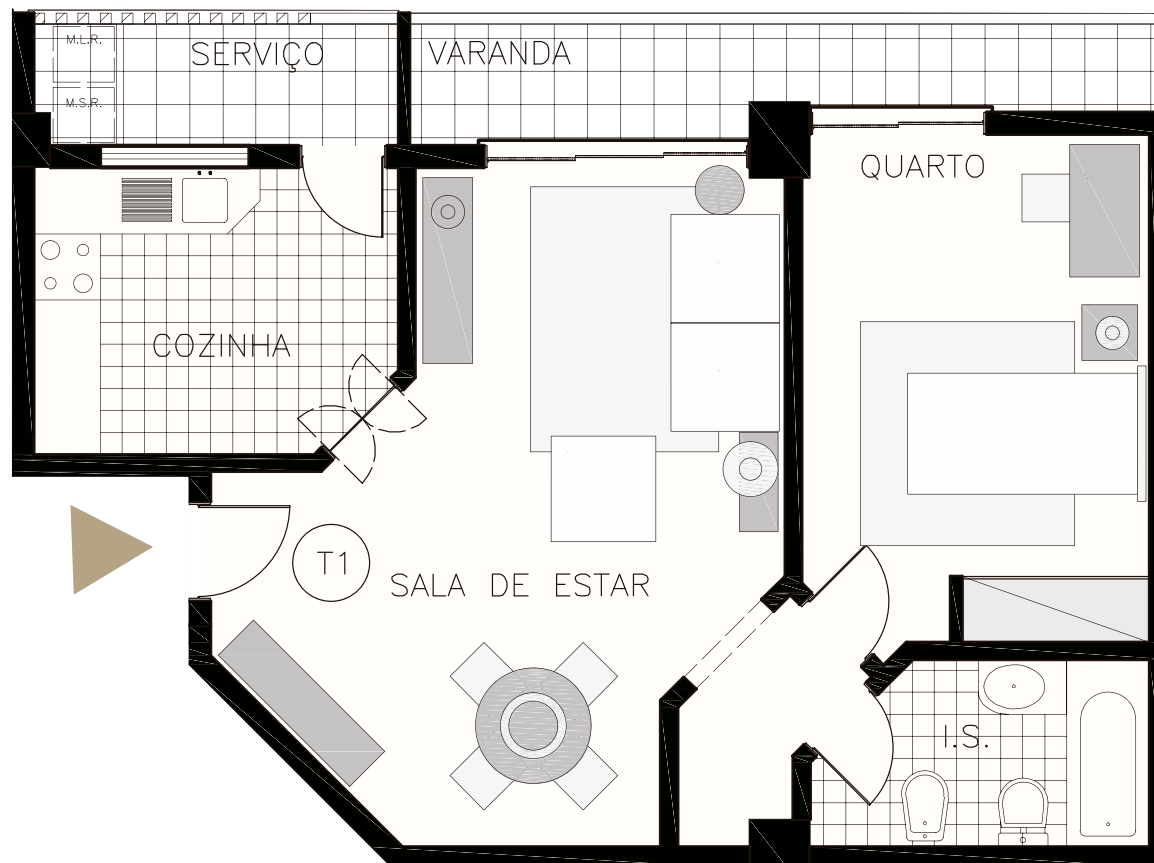 M.L.R.
SERVIÇO
VARANDA
M.S.R.
QUARTO
COZINHA
T1
SALA DE ESTAR
I.S.